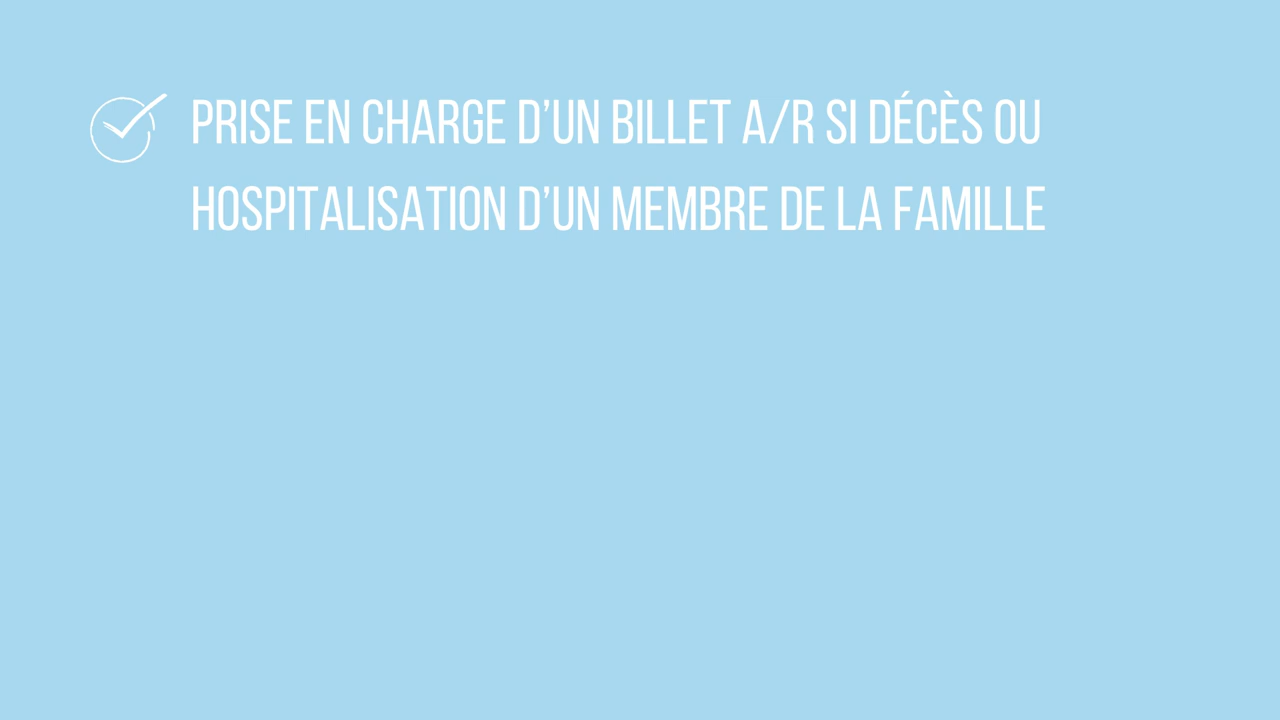 PRISE EN CHARGE D’UN BILLET A/R SI DÉCÈS OU
HOSPITALISATION D’UN MEMBRE DE LA FAMILLE